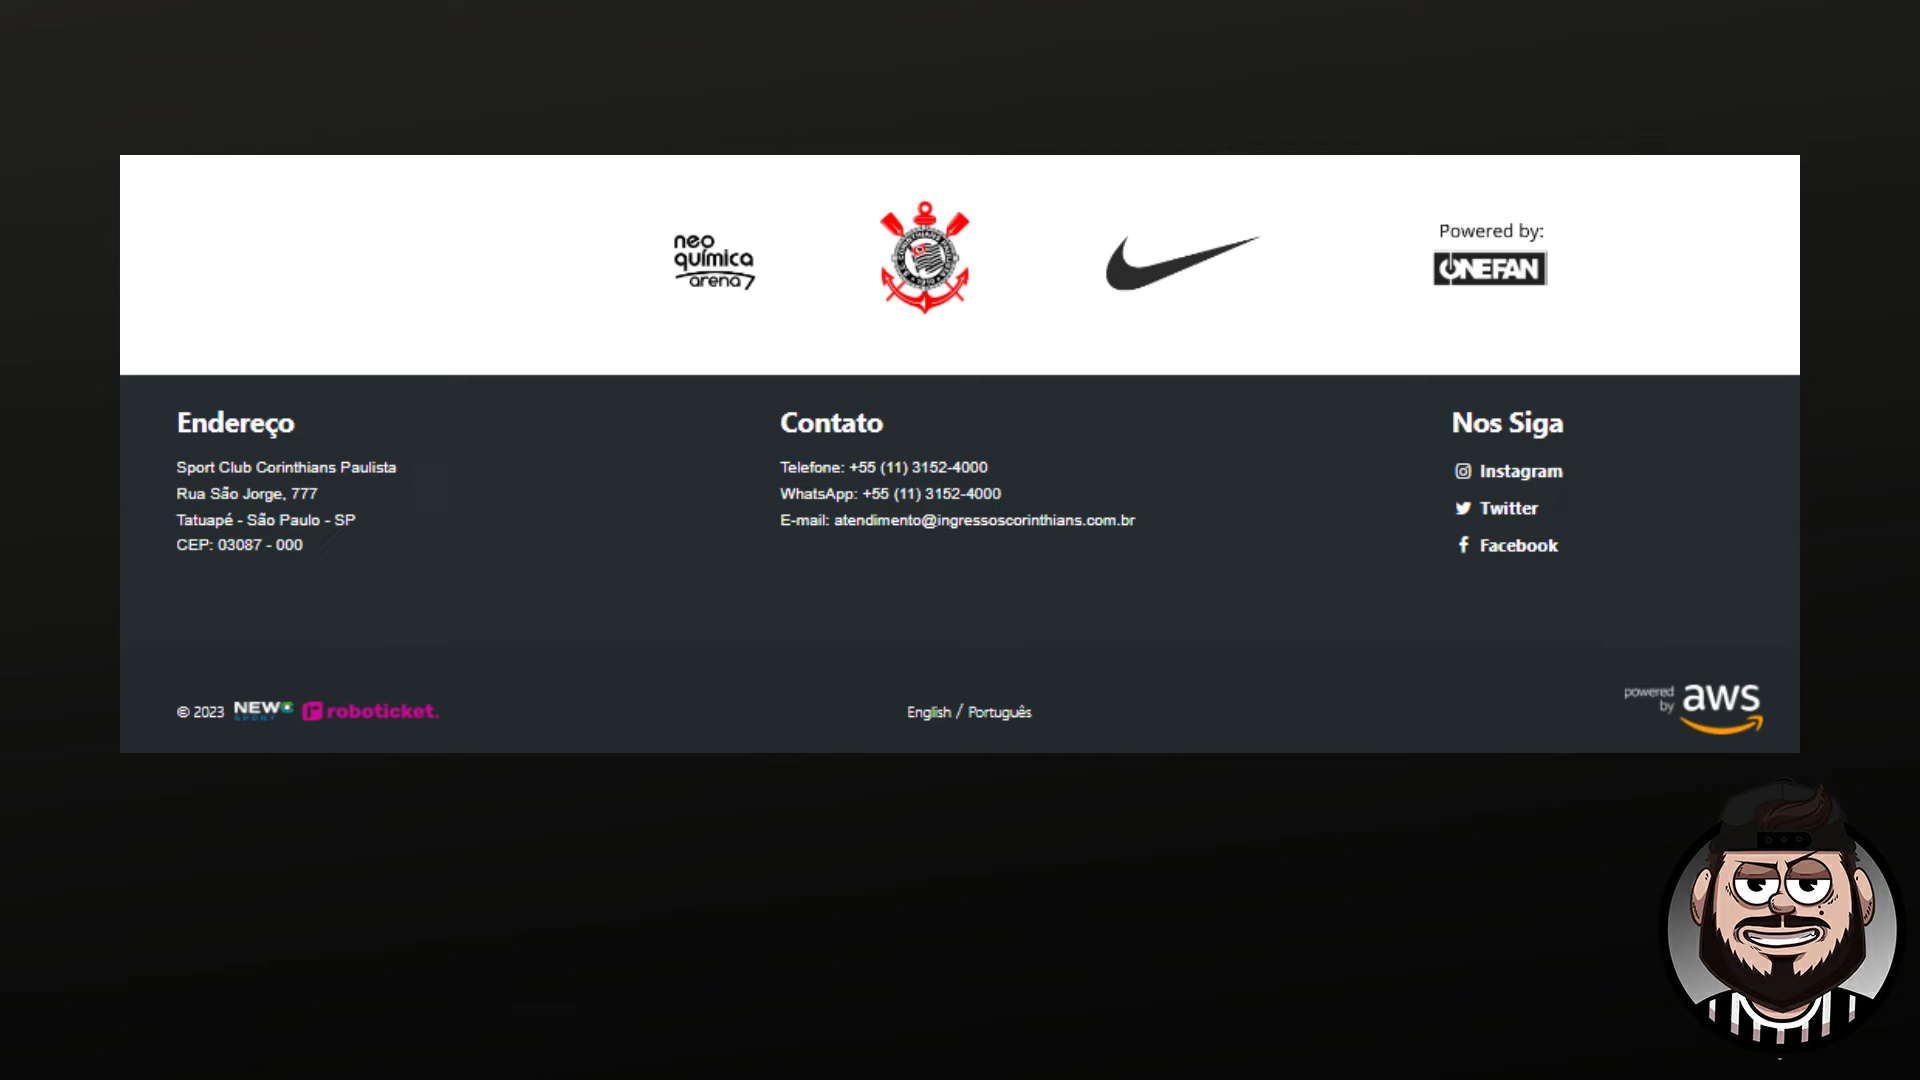 neo
química
arena
Powered by:
ONEFAN
Endereço
Sport Club Corinthians Paulista
Rua São Jorge, 777
Tatuapé - São Paulo - SP
CEP: 03087 - 000
Contato
Telefone: +55 (11) 3152-4000
WhatsApp: +55 (11) 3152-4000
E-mail: atendimento@ingressoscorinthians.com.br
Nos Siga
Instagram
Twitter
Facebook
© 2023 NEW SPORT roboticket.
English / Português
powered by aws